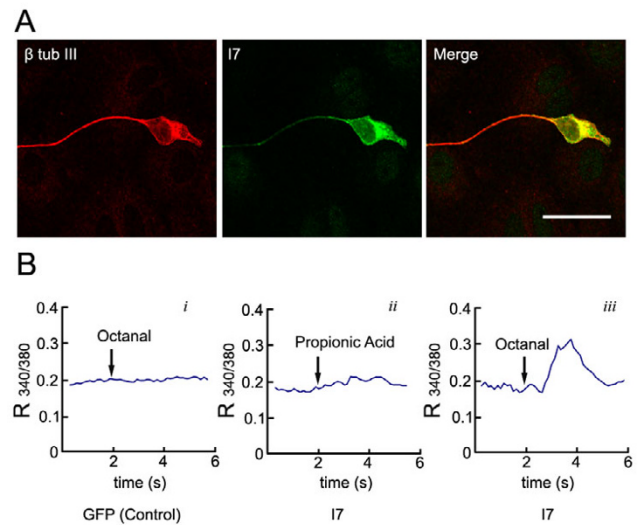 A
β tub III
I7
Merge
B
i
ii
iii
Octanal
Propionic Acid
Octanal
R 340/380
0.4
0.3
0.2
0.1
0
2
4
6
time (s)
GFP (Control)
R 340/380
0.4
0.3
0.2
0.1
0
2
4
6
time (s)
I7
R 340/380
0.4
0.3
0.2
0.1
0
2
4
6
time (s)
I7